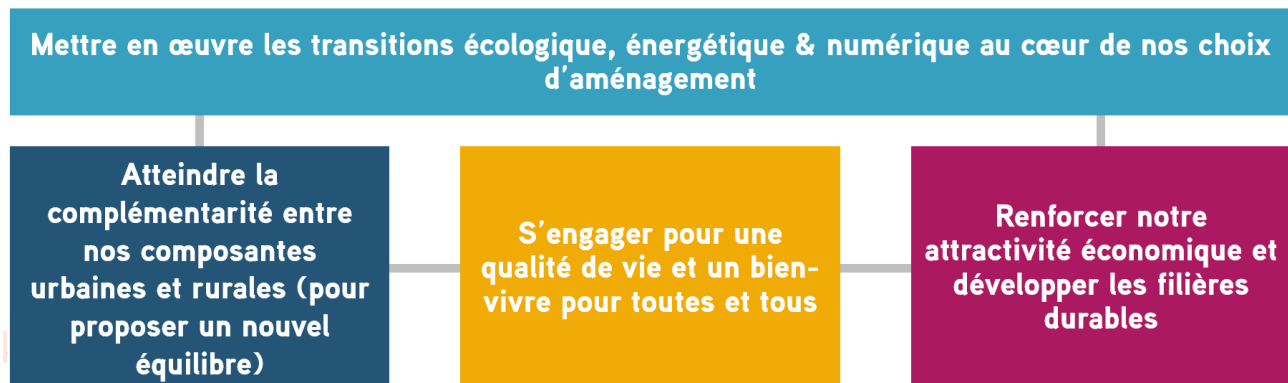 Mettre en œuvre les transitions écologique, énergétique & numérique au cœur de nos choix
d'aménagement
Atteindre la
complémentarité entre
nos composantes
urbaines et rurales (pour
proposer un nouvel
équilibre)
S'engager pour une
qualité de vie et un bien-
vivre pour toutes et tous
Renforcer notre
attractivité économique et
développer les filières
durables